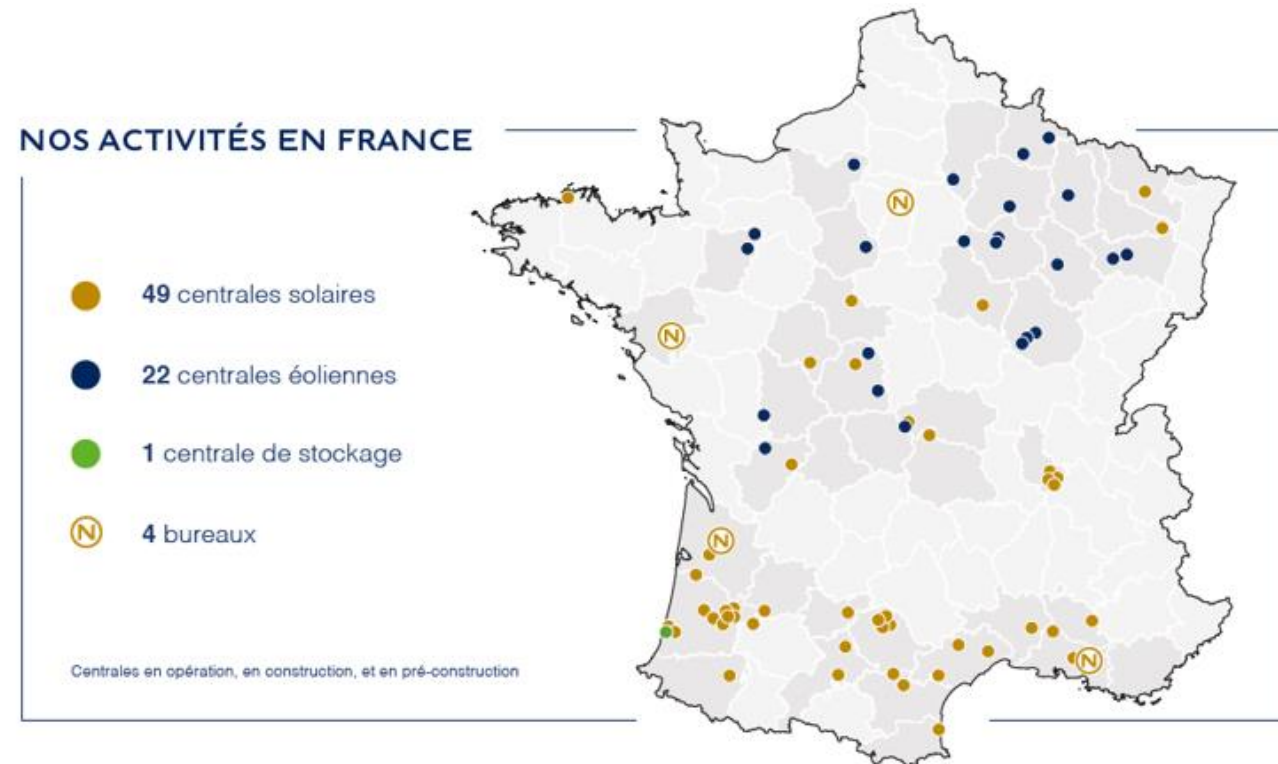 NOS ACTIVITÉS EN FRANCE
49 centrales solaires
22 centrales éoliennes
1 centrale de stockage
N 4 bureaux
Centrales en opération, en construction, et en pré-construction
N
N
N
N